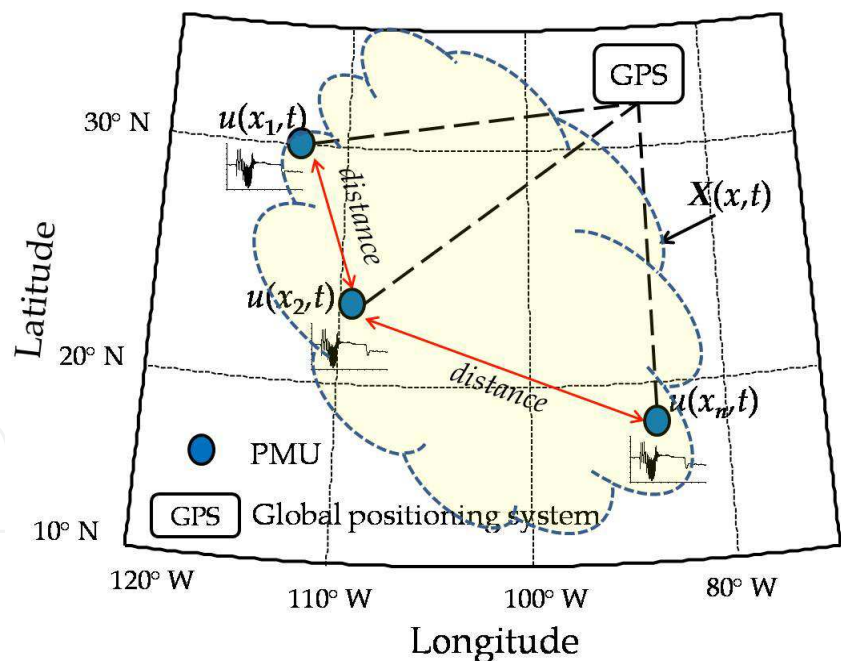 GPS
30° N
u(x1,t)
distance
X(x,t)
u(x2,t)
Latitude
20° N
distance
u(xn,t)
PMU
GPS Global positioning system
10° N
120° W
110° W
100° W
80° W
Longitude